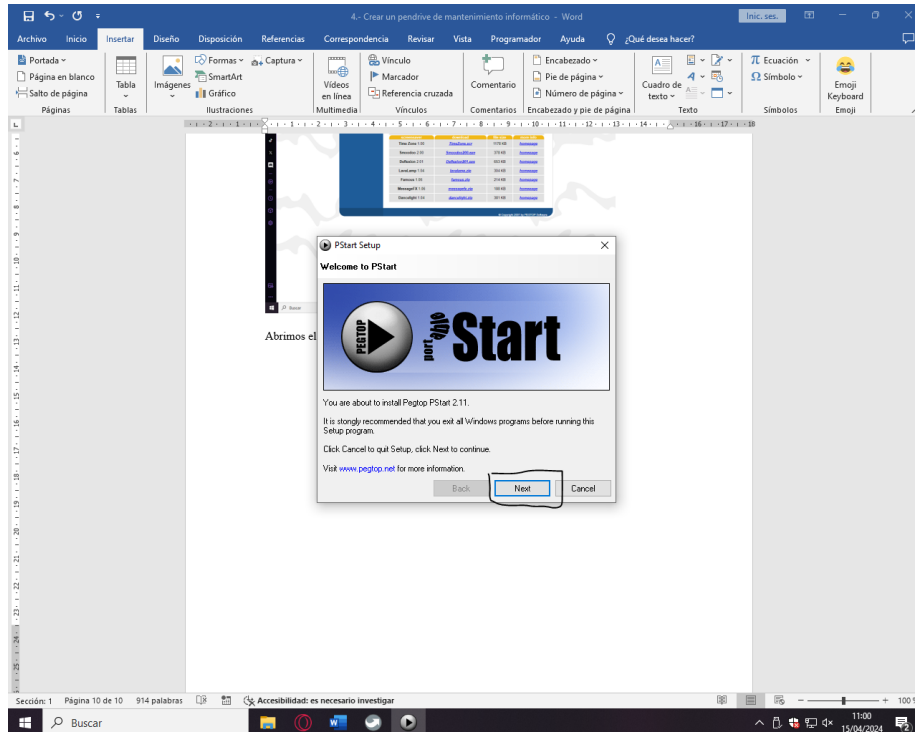 4.- Crear un pendrive de mantenimiento informático - Word
Inic. ses.
Archivo Inicio Insertar Diseño Disposición Referencias Correspondencia Revisar Vista Programador Ayuda ¿Qué desea hacer?
Portada
Página en blanco
Salto de página
Páginas
Tabla
Tablas
Imágenes
Formas
SmartArt
Gráfico
Captura
Ilustraciones
Vídeos
en línea
Multimedia
Vínculo
Marcador
Referencia cruzada
Vínculos
Comentario
Comentarios
Encabezado
Pie de página
Número de página
Encabezado y pie de página
Cuadro de
texto
Texto
Ecuación
Símbolo
Símbolos
Emoji
Keyboard
Emoji
Abrimos el
PStart Setup
Welcome to PStart
PEGTOP
portable
Start
You are about to install Pegtop PStart 2.11.
It is stongly recommended that you exit all Windows programs before running this
Setup program.
Click Cancel to quit Setup, click Next to continue.
Visit www.pegtop.net for more information.
Back Next Cancel
Sección: 1 Página 10 de 10 914 palabras Accesibilidad: es necesario investigar
Buscar
11:00
15/04/2024